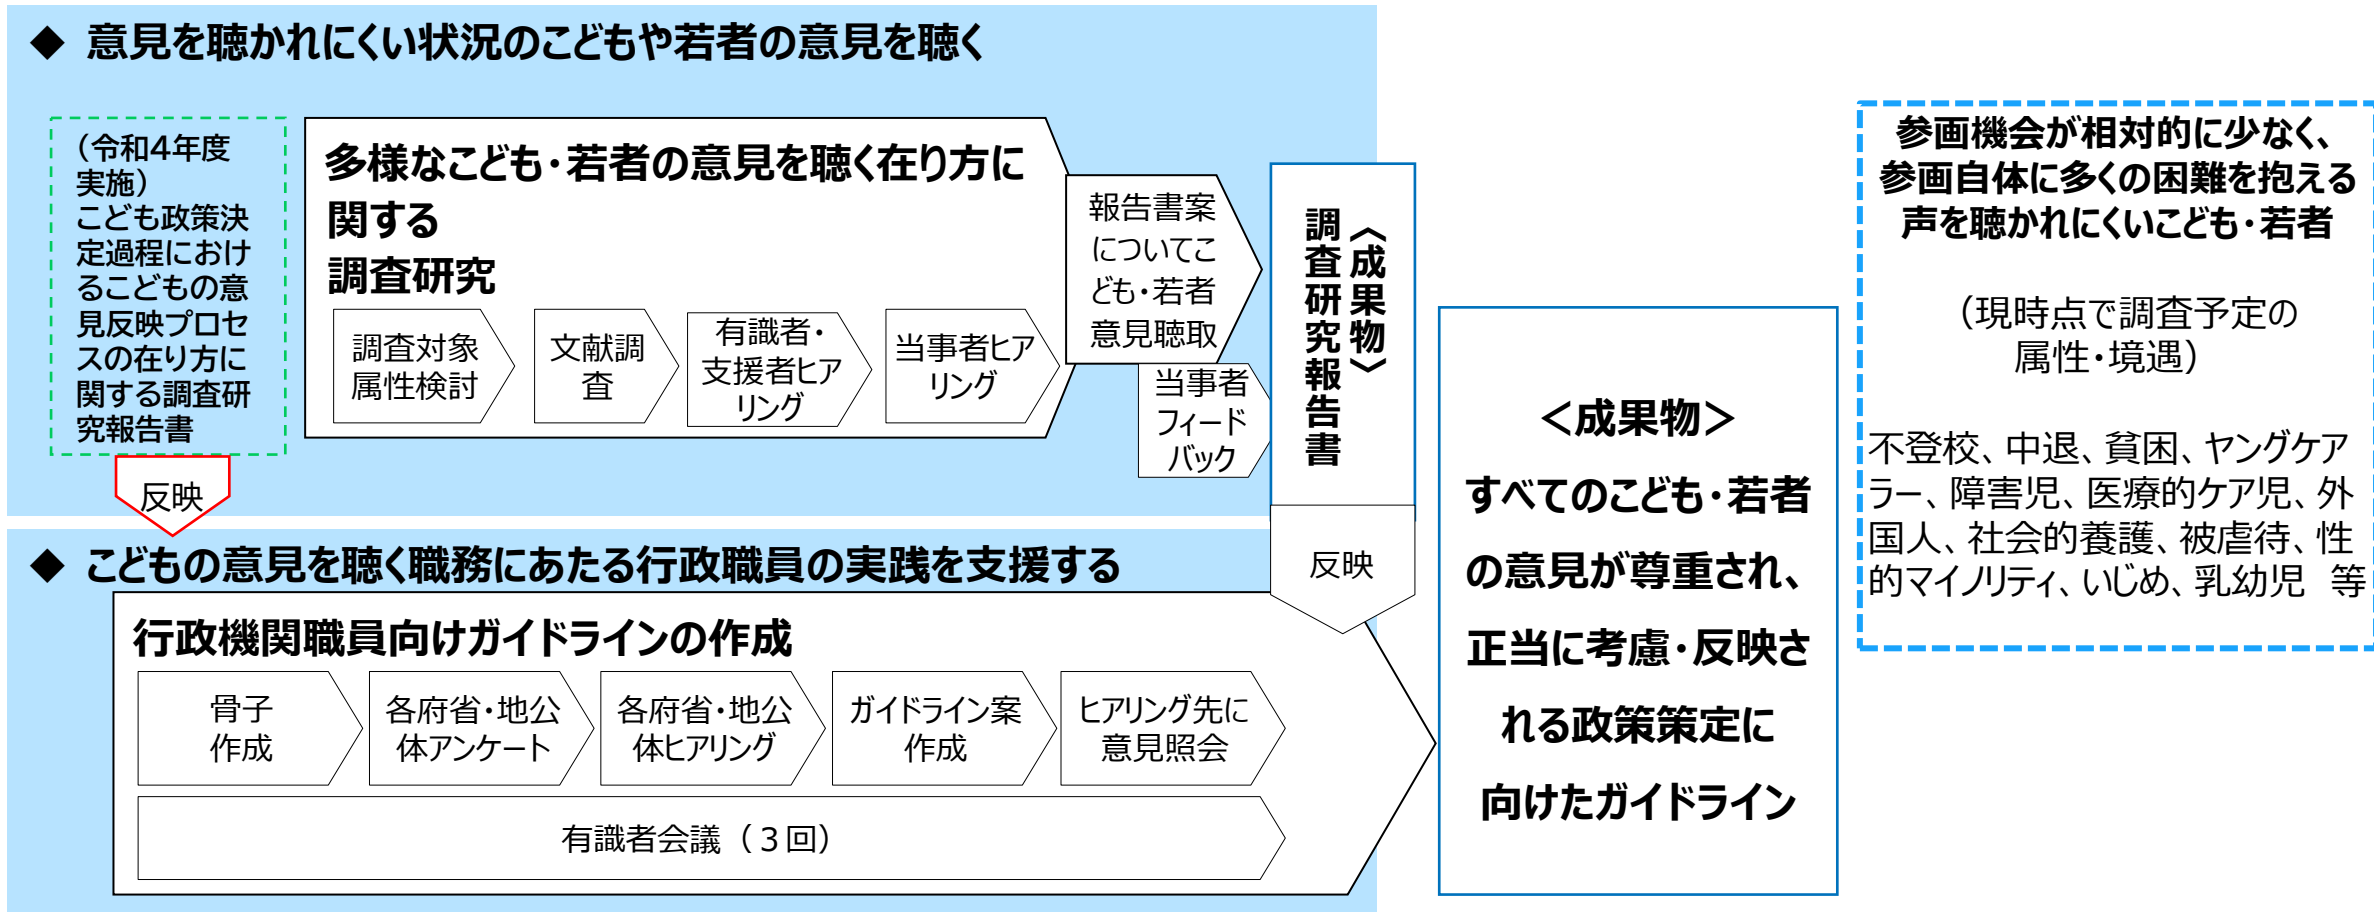 ◆ 意見を聴かれにくい状況のこどもや若者の意見を聴く
（令和4年度
実施）
こども政策決
定過程におけ
るこどもの意
見反映プロセ
スの在り方に
関する調査研
究報告書
反映
多様なこども・若者の意見を聴く在り方に
関する
調査研究
調査対象
属性検討
文献調
査
有識者・
支援者ヒア
リング
当事者ヒア
リング
報告書案
についてこ
ども・若者
意見聴取
当事者
フィード
バック
〈成果物〉
調査研究報告書
反映
◆ こどもの意見を聴く職務にあたる行政職員の実践を支援する
行政機関職員向けガイドラインの作成
骨子
作成
各府省・地公
体アンケート
各府省・地公
体ヒアリング
ガイドライン案
作成
ヒアリング先に
意見照会
有識者会議（３回）
＜成果物＞
すべてのこども・若者
の意見が尊重され、
正当に考慮・反映さ
れる政策策定に
向けたガイドライン
参画機会が相対的に少なく、
参画自体に多くの困難を抱える
声を聴かれにくいこども・若者
（現時点で調査予定の
属性・境遇）
不登校、中退、貧困、ヤングケア
ラー、障害児、医療的ケア児、外
国人、社会的養護、被虐待、性
的マイノリティ、いじめ、乳幼児　等